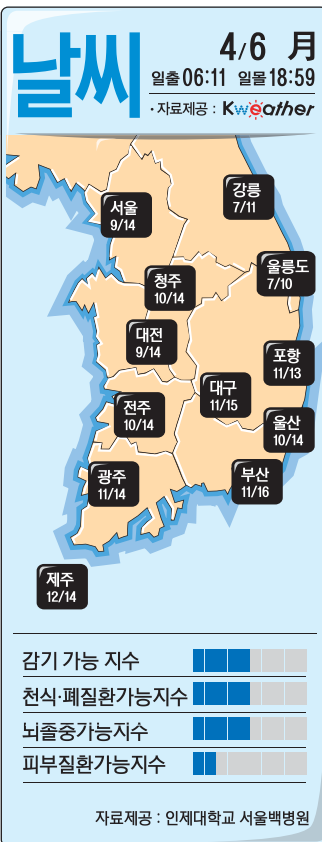 날씨
4/6 月
일출 06:11 일몰 18:59
· 자료제공 : Kweather
강릉
7/11
서울
9/14
울릉도
7/10
청주
10/14
대전
9/14
포항
11/13
대구
11/15
전주
10/14
울산
10/14
광주
11/14
부산
11/16
제주
12/14
감기 가능 지수
천식·폐질환가능지수
뇌졸중가능지수
피부질환가능지수
자료제공 : 인제대학교 서울백병원